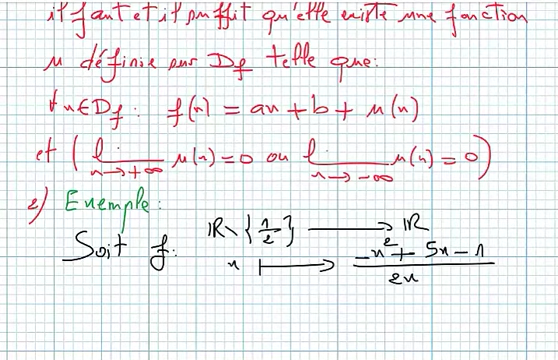 il faut et il suffit qu'elle existe une fonction
u définie sur Df telle que:
∀x∈Df : f(x) = ax + b + u(x)
et ( lim x→+∞ u(x) = 0 ou lim x→-∞ u(x) = 0 )
2) Exemple :
Soit f: ℝ \ {1/2} → ℝ
x ↦ (-x² + 5x - 1)/(2x)